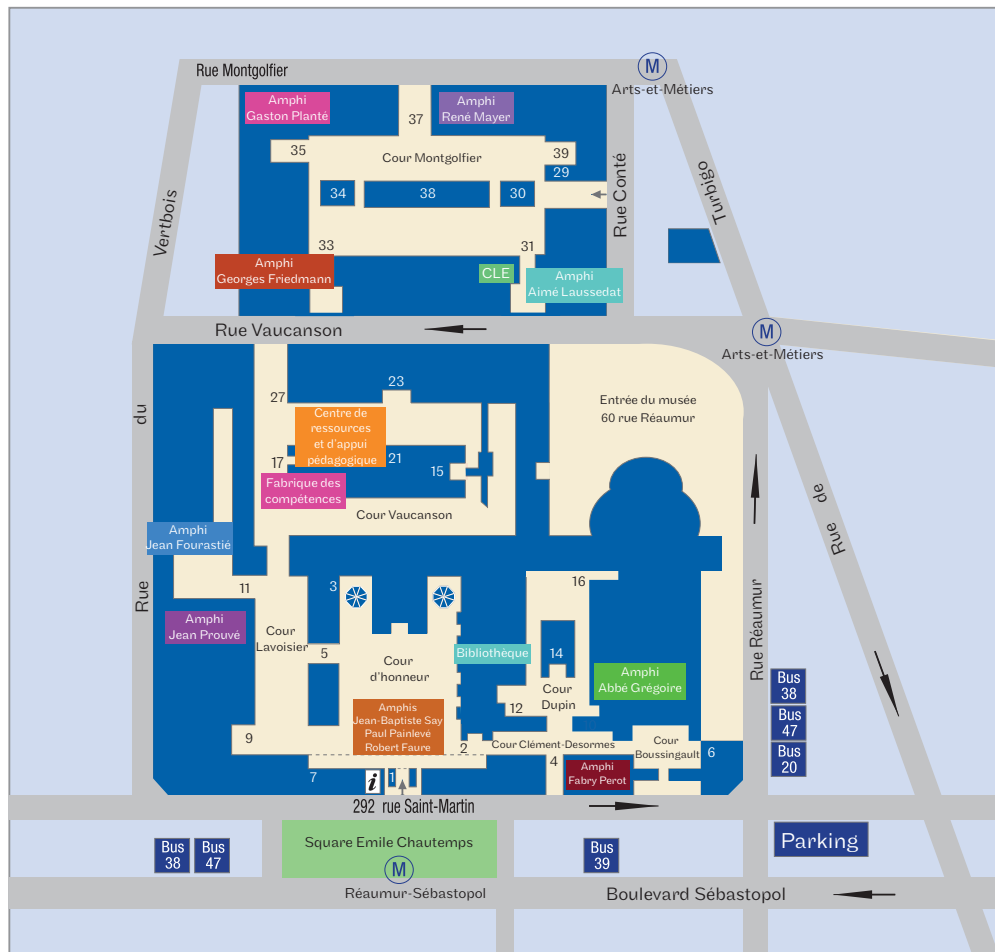 Rue Montgolfier
M
Arts-et-Métiers
Amphi
Gaston Planté
Amphi
René Mayer
37
35
Cour Montgolfier
39
29
34
38
30
Rue Conté
Turbigo
Vertbois
33
31
Amphi
Georges Friedmann
CLE
Amphi
Aimé Laussedat
Rue Vaucanson
M
Arts-et-Métiers
23
27
du
Centre de
ressources
et d'appui
pédagogique
Entrée du musée
60 rue Réaumur
17
21
15
Fabrique des
compétences
Cour Vaucanson
Rue de
Amphi
Jean Fourastié
3
16
11
Rue
Amphi
Jean Prouvé
Cour
Lavoisier
5
Cour
d'honneur
Bibliothèque
14
Rue Réaumur
Amphi
Abbé Grégoire
Cour
Dupin
12
Bus
38
Bus
47
Bus
20
Amphis
Jean-Baptiste Say
Paul Painlevé
Robert Faure
9
2
Cour Clément-Desormes
Cour
Boussingault
6
4
7
i
1
Amphi
Fabry Perot
292 rue Saint-Martin
Square Emile Chautemps
M
Réaumur-Sébastopol
Bus
38
Bus
47
Bus
39
Parking
Boulevard Sébastopol